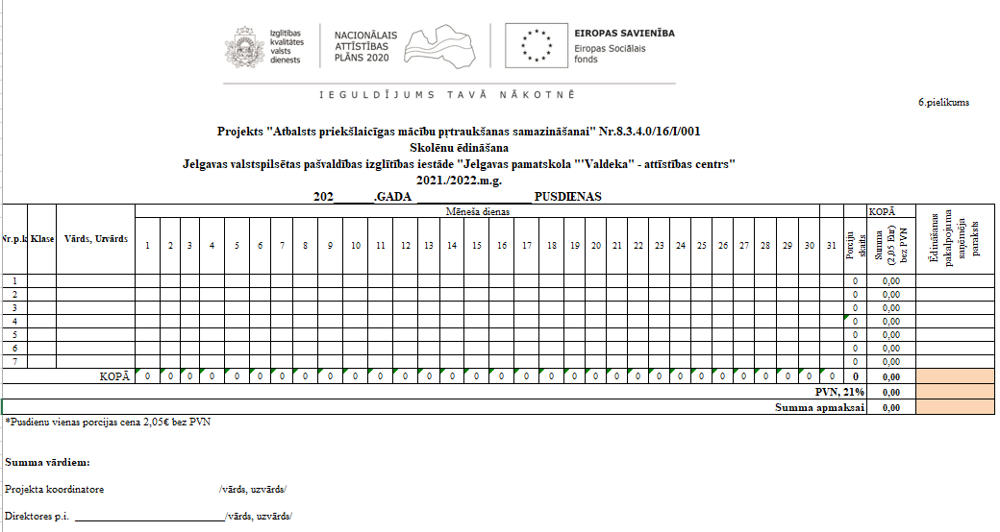 Izglītības
kvalitātes
valsts
dienests
NACIONĀLAIS
ATTĪSTĪBAS
PLĀNS 2020
EIROPAS SAVIENĪBA
Eiropas Sociālais
fonds
IEGULDĪJUMS TAVĀ NĀKOTNĒ
6.pielikums
Projekts "Atbalsts priekšlaicīgas mācību pŗtraukšanas samazināšanai" Nr.8.3.4.0/16/I/001
Skolēnu ēdināšana
Jelgavas valstspilsētas pašvaldības izglītības iestāde "Jelgavas pamatskola "'Valdeka" - attīstības centrs"
2021./2022.m.g.
202______.GADA __________________ PUSDIENAS
Nr.p.k Klase Vārds, Uzvārds Mēneša dienas KOPĀ
1 2 3 4 5 6 7 8 9 10 11 12 13 14 15 16 17 18 19 20 21 22 23 24 25 26 27 28 29 30 31 Porciju skaits Summa (2,05 Eur) bez PVN Ēdināšanas pakalpojuma saņēmēja paraksts
1 0 0,00
2 0 0,00
3 0 0,00
4 0 0,00
5 0 0,00
6 0 0,00
7 0 0,00
KOPĀ 0 0 0 0 0 0 0 0 0 0 0 0 0 0 0 0 0 0 0 0 0 0 0 0 0 0 0 0 0 0 0 0 0,00
PVN, 21% 0,00
Summa apmaksai 0,00
*Pusdienu vienas porcijas cena 2,05€ bez PVN
Summa vārdiem:
Projekta koordinatore /vārds, uzvārds/
Direktores p.i. __________________________/vārds, uzvārds/